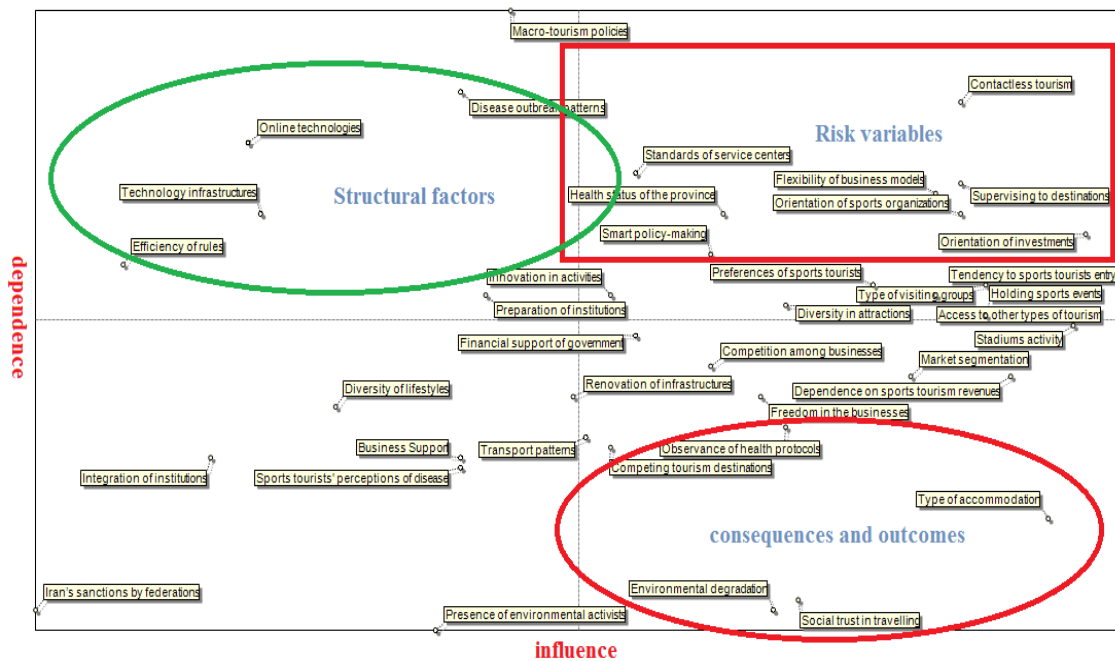 Macro-tourism policies
Contactless tourism
Disease outbreak patterns
Online technologies
Risk variables
Standards of service centers
Flexibility of business models
Technology infrastructures
Structural factors
Health status of the province
Orientation of sports organizations
Supervising to destinations
Efficiency of rules
Smart policy-making
Orientation of investments
Innovation in activities
Preferences of sports tourists
Tendency to sports tourists entry
Type of visiting groups
Holding sports events
Preparation of institutions
Diversity in attractions
Access to other types of tourism
dependence
Financial support of government
Stadiums activity
Competition among businesses
Market segmentation
Diversity of lifestyles
Renovation of infrastructures
Dependence on sports tourism revenues
Freedom in the businesses
Business Support
Transport patterns
Observance of health protocols
Integration of institutions
Sports tourists' perceptions of disease
Competing tourism destinations
Type of accommodation
consequences and outcomes
Iran's sanctions by federations
Environmental degradation
Presence of environmental activists
Social trust in travelling
influence